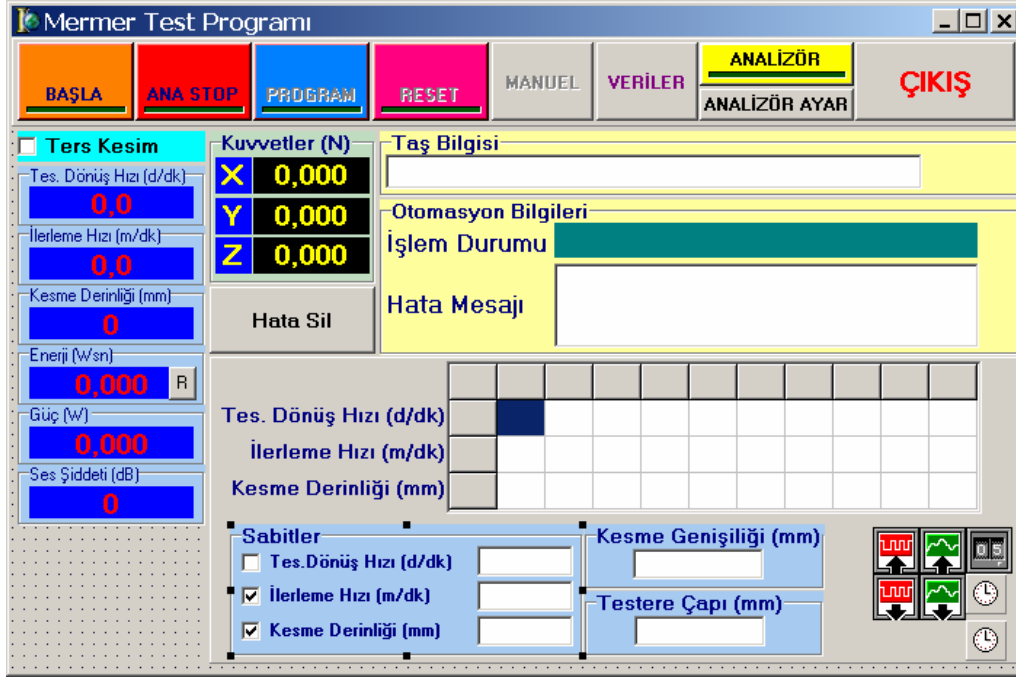 Mermer Test Programı
BAŞLA
ANA STOP
PROGRAM
RESET
MANUEL
VERİLER
ANALİZÖR
ANALİZÖR AYAR
ÇIKIŞ
Ters Kesim
Tes. Dönüş Hızı (d/dk)
0,0
İlerleme Hızı (m/dk)
0,0
Kesme Derinliği (mm)
0
Enerji (Wsn)
0,000 R
Güç (W)
0,000
Ses Şiddeti (dB)
0
Kuvvetler (N)
X 0,000
Y 0,000
Z 0,000
Hata Sil
Taş Bilgisi
Otomasyon Bilgileri
İşlem Durumu
Hata Mesajı
Tes. Dönüş Hızı (d/dk)
İlerleme Hızı (m/dk)
Kesme Derinliği (mm)
Sabitler
Tes.Dönüş Hızı (d/dk)
İlerleme Hızı (m/dk)
Kesme Derinliği (mm)
Kesme Genişiliği (mm)
Testere Çapı (mm)
05